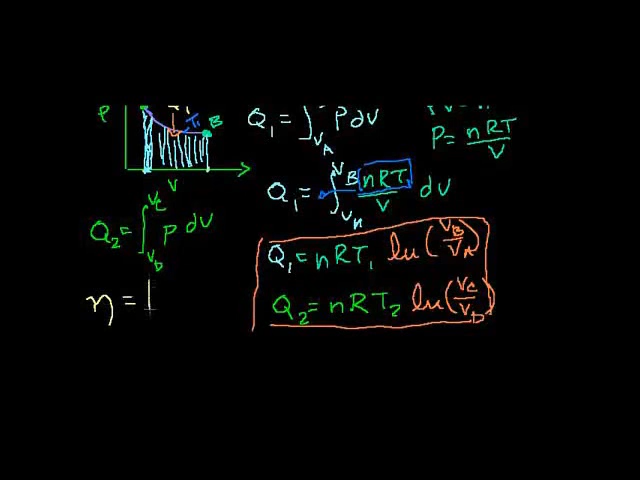 P
T₁
B
V
Q₁ = ∫_{V_A} P dV
P = nRT/V
Q₁ = ∫_{V_A}^{V_B} nRT₁/V dV
Q₂ = ∫_{V_D}^{V_C} P dV
Q₁ = nRT₁ ln(V_B/V_A)
Q₂ = nRT₂ ln(V_C/V_D)
η = 1